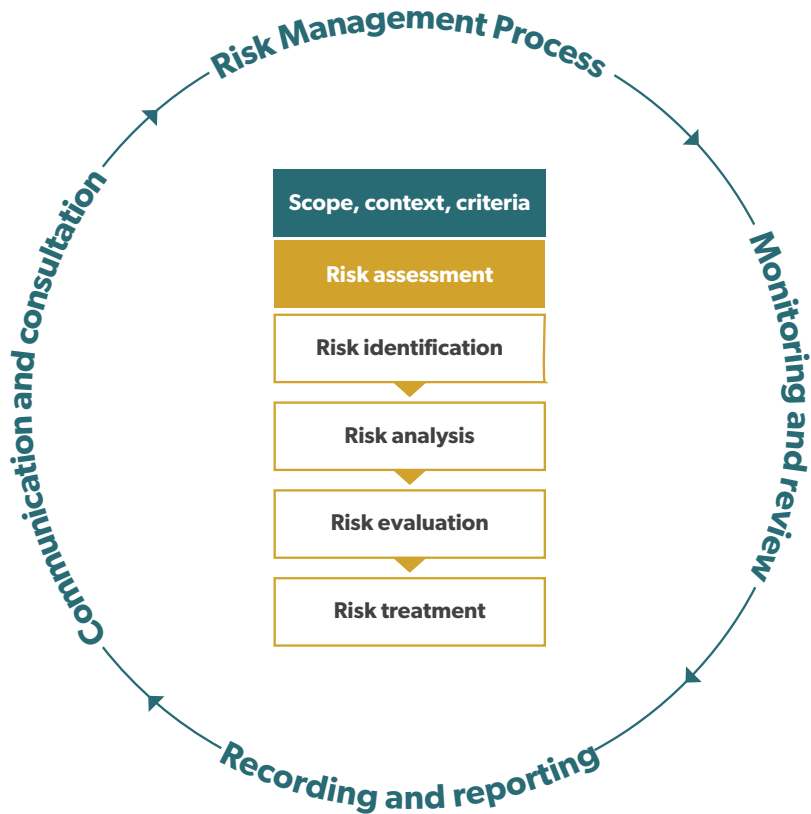 Risk Management Process
Scope, context, criteria
Risk assessment
Risk identification
Risk analysis
Risk evaluation
Risk treatment
Monitoring and review
Recording and reporting
Communication and consultation